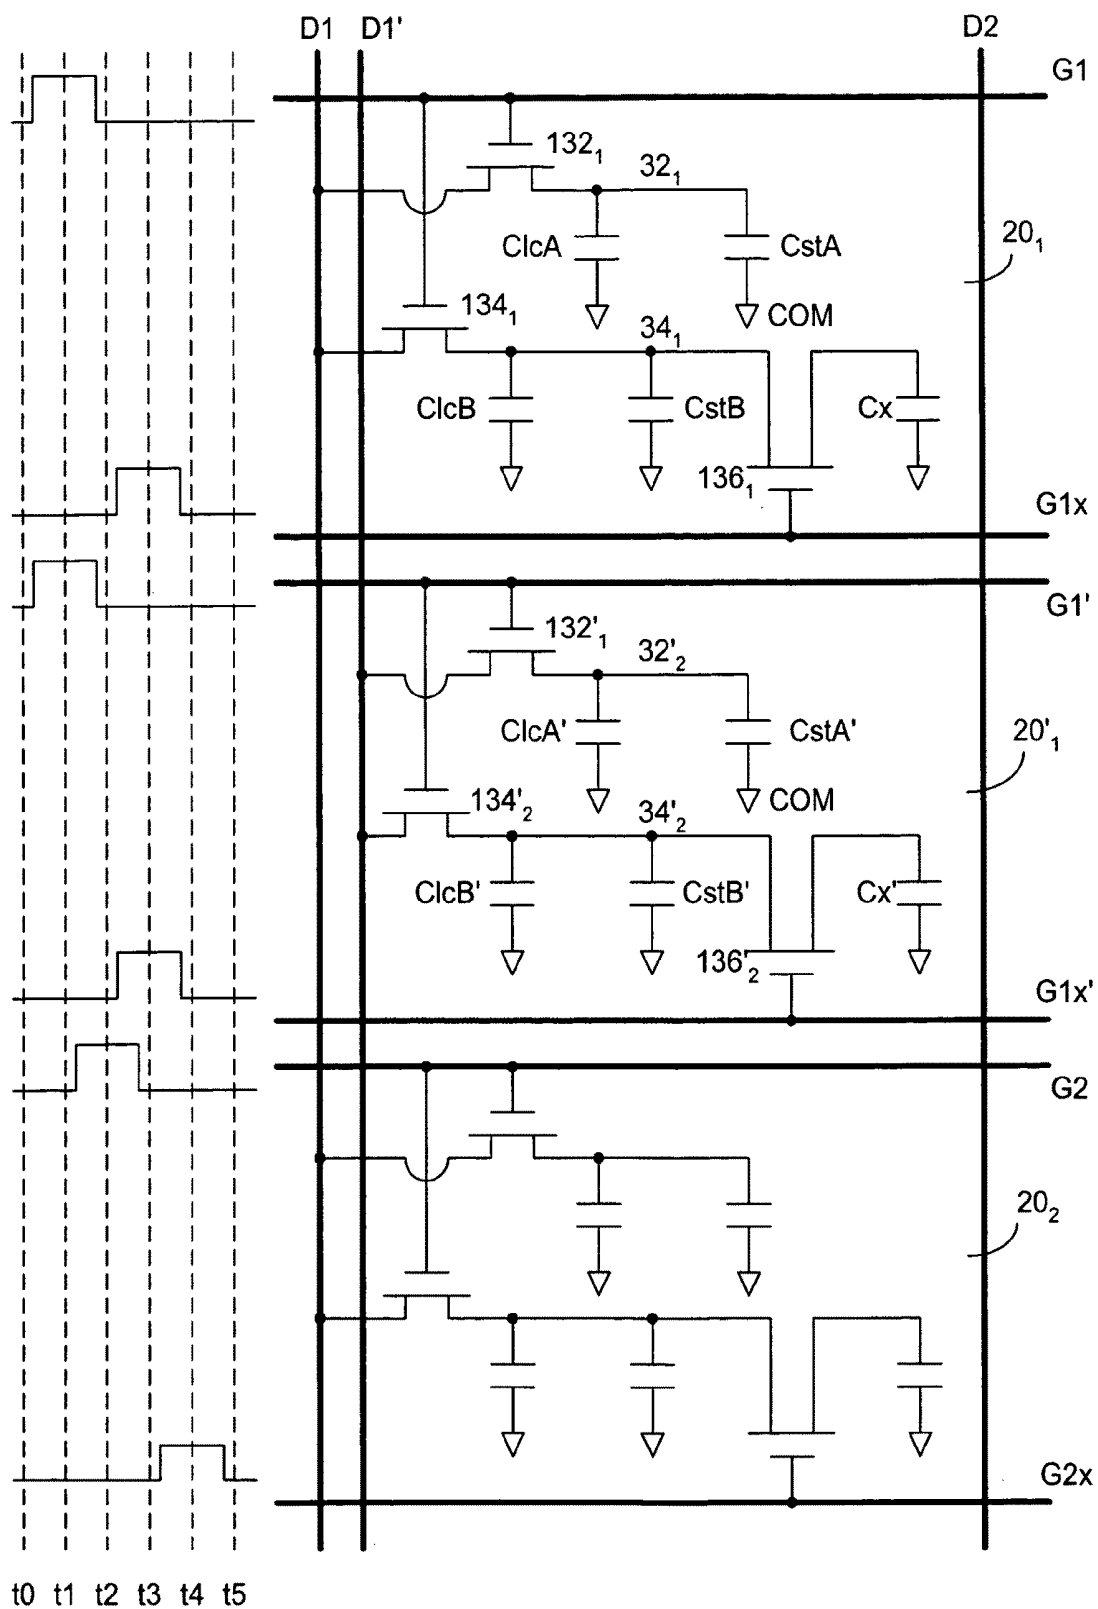 D1 D1' D2
G1
132₁
32₁
ClcA CstA 20₁
134₁ COM
34₁
ClcB CstB Cx
136₁
G1x
G1'
132'₁
32'₂
ClcA' CstA' 20'₁
134'₂ COM
34'₂
ClcB' CstB' Cx'
136'₂
G1x'
G2
20₂
G2x
t0 t1 t2 t3 t4 t5